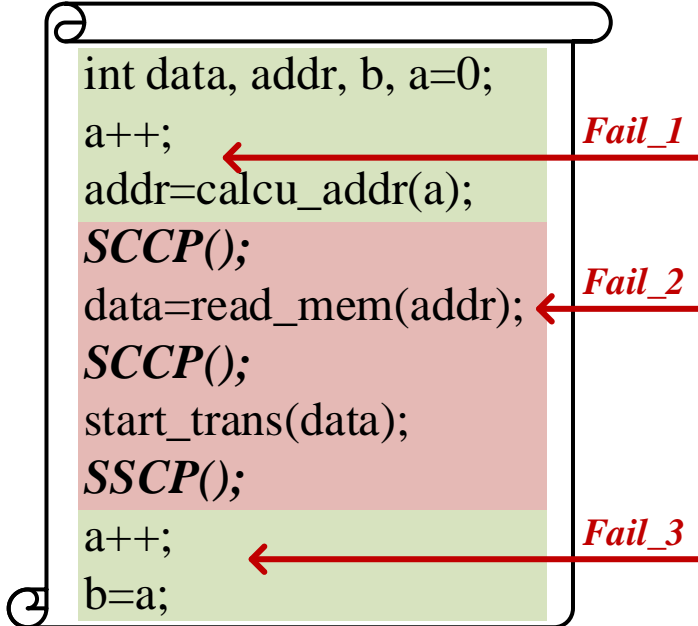 int data, addr, b, a=0;
a++;
Fail_1
addr=calcu_addr(a);
SCCP();
Fail_2
data=read_mem(addr);
SCCP();
start_trans(data);
SSCP();
a++;
Fail_3
b=a;